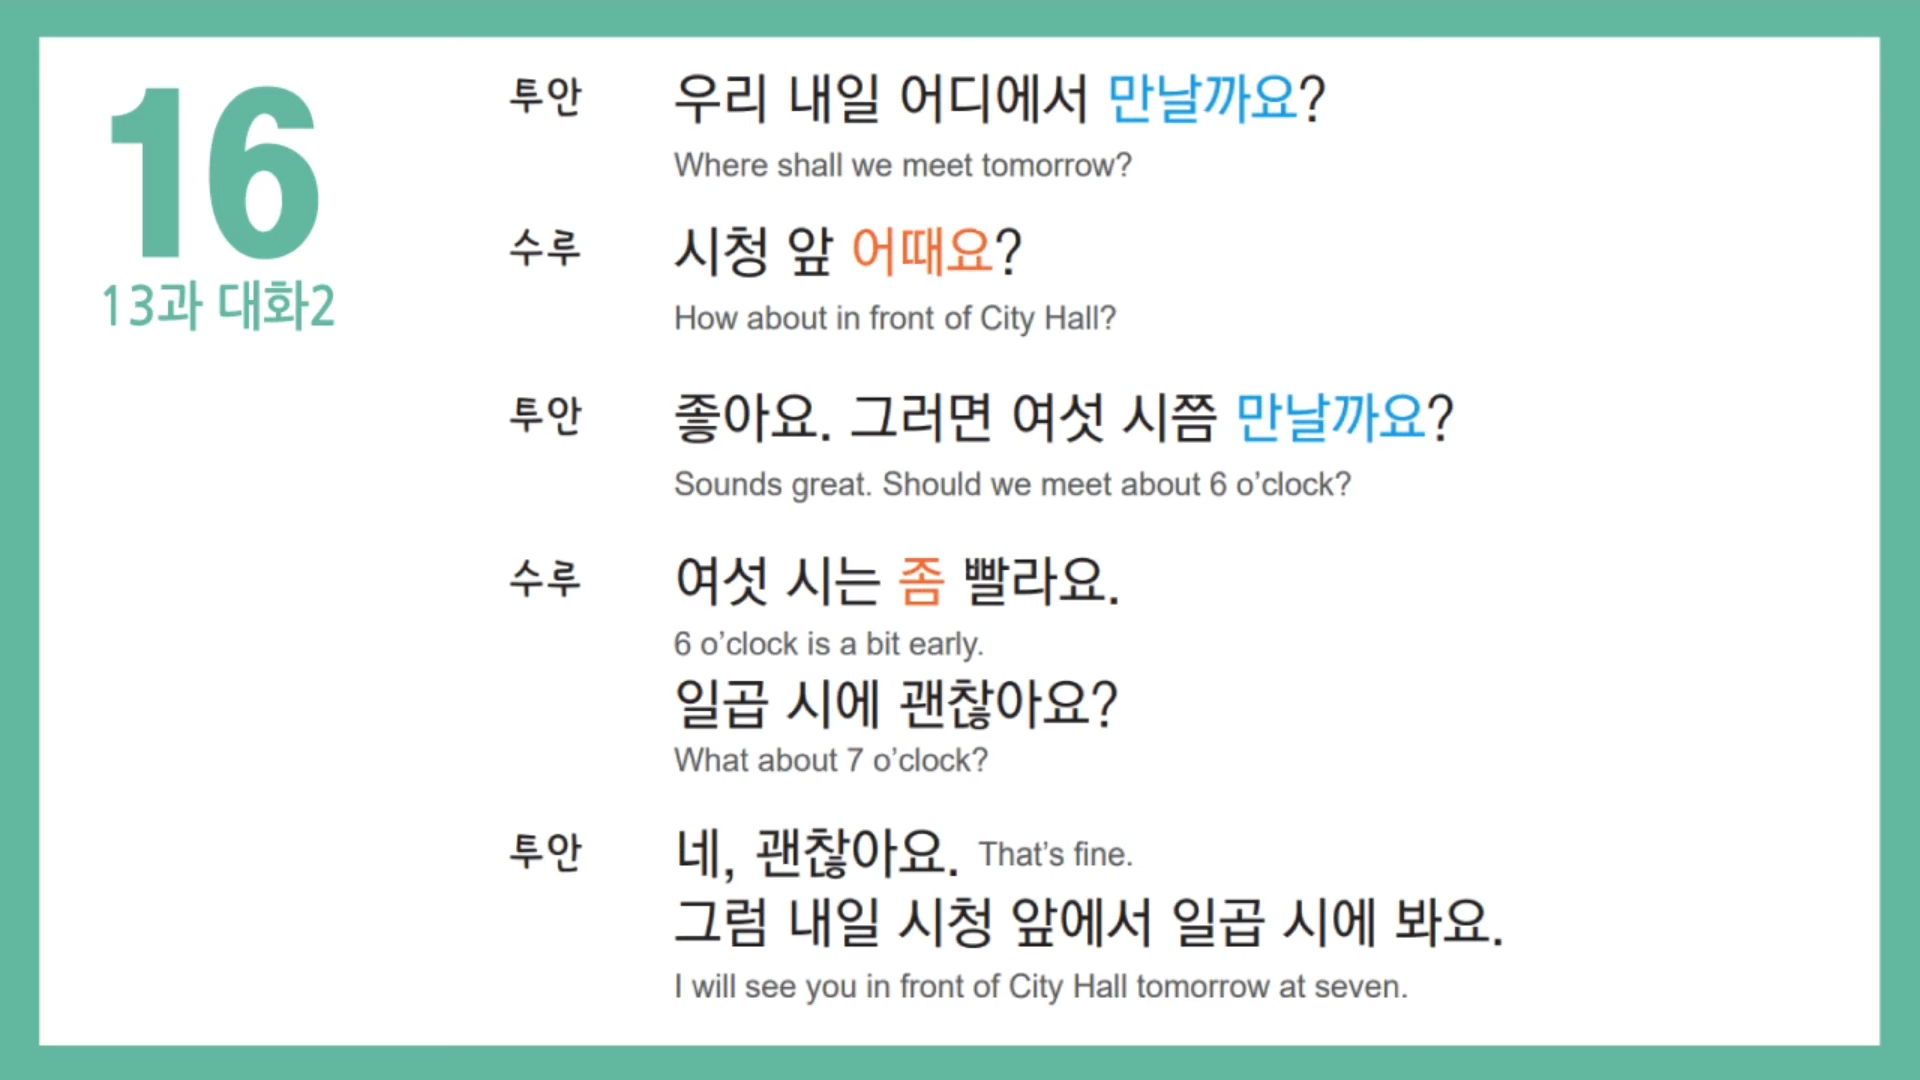 16
13과 대화2
투안 우리 내일 어디에서 만날까요?
Where shall we meet tomorrow?
수루 시청 앞 어때요?
How about in front of City Hall?
투안 좋아요. 그러면 여섯 시쯤 만날까요?
Sounds great. Should we meet about 6 o’clock?
수루 여섯 시는 좀 빨라요.
6 o’clock is a bit early.
일곱 시에 괜찮아요?
What about 7 o’clock?
투안 네, 괜찮아요. That’s fine.
그럼 내일 시청 앞에서 일곱 시에 봐요.
I will see you in front of City Hall tomorrow at seven.